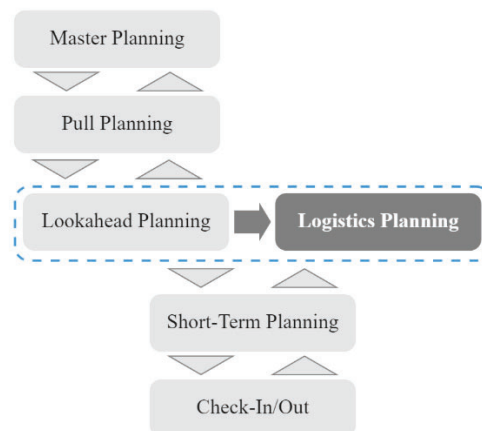 Master Planning
Pull Planning
Lookahead Planning
Logistics Planning
Short-Term Planning
Check-In/Out